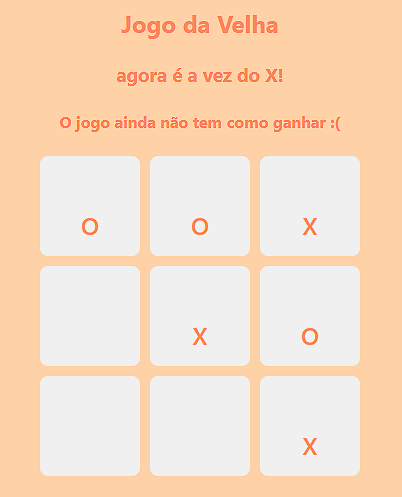 Jogo da Velha
agora é a vez do X!
O jogo ainda não tem como ganhar :(
O O X
X O
X